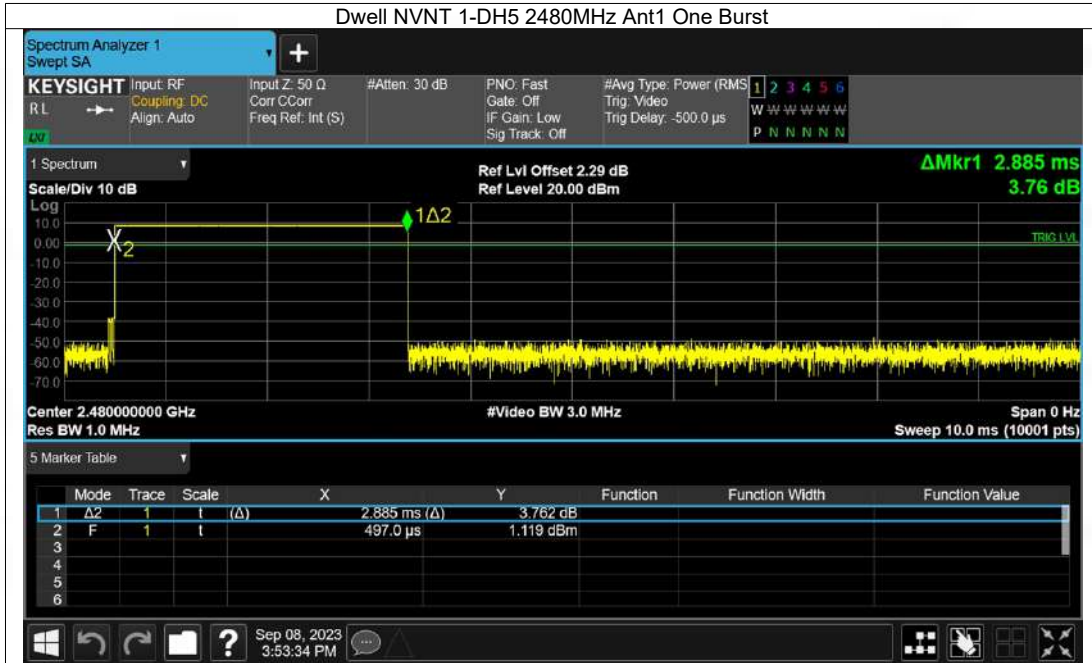 Dwell NVNT 1-DH5 2480MHz Ant1 One Burst
Spectrum Analyzer 1
Swept SA
+
KEYSIGHT Input: RF Input Z: 50 Ω #Atten: 30 dB PNO: Fast #Avg Type: Power (RMS 1 2 3 4 5 6
RL Coupling: DC Corr CCorr Gate: Off Trig: Video W W W W W W
Align: Auto Freq Ref: Int (S) IF Gain: Low Trig Delay: -500.0 µs
LXI Sig Track: Off P N N N N N
1 Spectrum Ref Lvl Offset 2.29 dB ΔMkr1 2.885 ms
Scale/Div 10 dB Ref Level 20.00 dBm 3.76 dB
Log
10.0 1Δ2
0.00 X2 TRIG LVL
-10.0
-20.0
-30.0
-40.0
-50.0
-60.0
-70.0
Center 2.480000000 GHz #Video BW 3.0 MHz Span 0 Hz
Res BW 1.0 MHz Sweep 10.0 ms (10001 pts)
5 Marker Table
Mode Trace Scale X Y Function Function Width Function Value
1 Δ2 1 t (Δ) 2.885 ms (Δ) 3.762 dB
2 F 1 t 497.0 µs 1.119 dBm
3
4
5
6
? Sep 08, 2023
3:53:34 PM